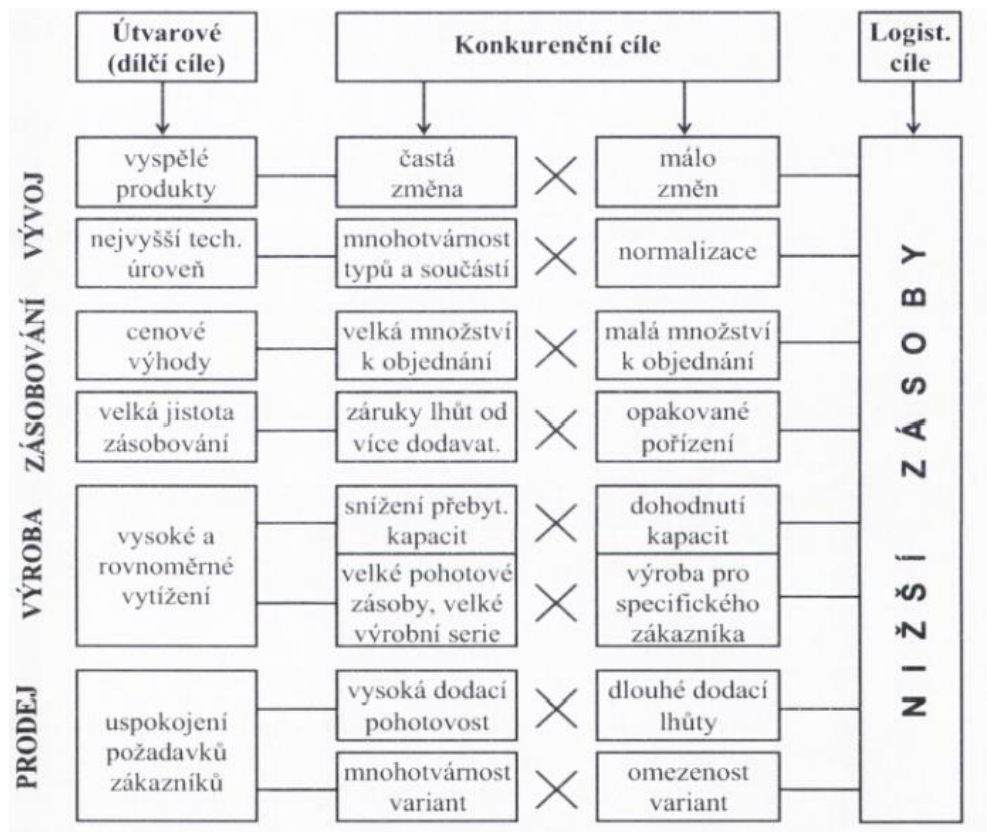 Útvarové
(dílčí cíle)
Konkurenční cíle
Logist.
cíle
VÝVOJ
vyspělé
produkty
častá
změna
málo
změn
nejvyšší tech.
úroveň
mnohotvárnost
typů a součástí
normalizace
ZÁSOBOVÁNÍ
cenové
výhody
velká množství
k objednání
malá množství
k objednání
velká jistota
zásobování
záruky lhůt od
více dodavat.
opakované
pořízení
VÝROBA
vysoké a
rovnoměrné
vytížení
snížení přebyt.
kapacit
dohodnutí
kapacit
velké pohotové
zásoby, velké
výrobní serie
výroba pro
specifického
zákazníka
PRODEJ
uspokojení
požadavků
zákazníků
vysoká dodací
pohotovost
dlouhé dodací
lhůty
mnohotvárnost
variant
omezenost
variant
NIŽŠÍ ZÁSOBY